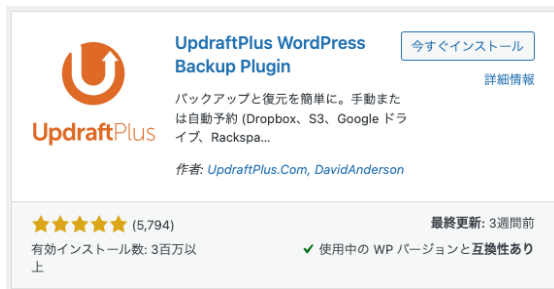 UpdraftPlus WordPress
Backup Plugin
今すぐインストール
詳細情報
バックアップと復元を簡単に。手動また
は自動予約 (Dropbox、S3、Google ドラ
イブ、Rackspa...
作者: UpdraftPlus.Com, DavidAnderson
UpdraftPlus
(5,794)
有効インストール数: 3百万以
上
最終更新: 3週間前
使用中の WP バージョンと互換性あり